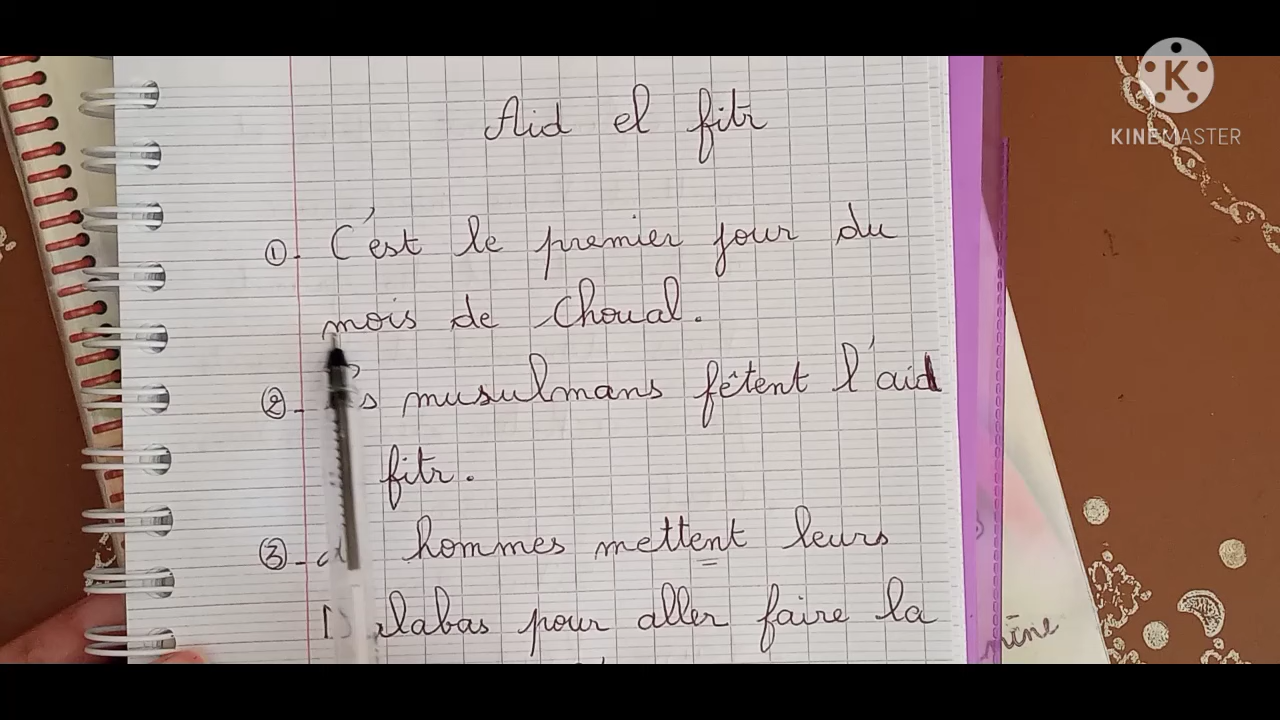 Aid el fitr
①- C'est le premier jour du
mois de Choual.
②- musulmans fêtent l'aid
fitr.
③- hommes mettent leurs
pour aller faire la
KINEMASTER